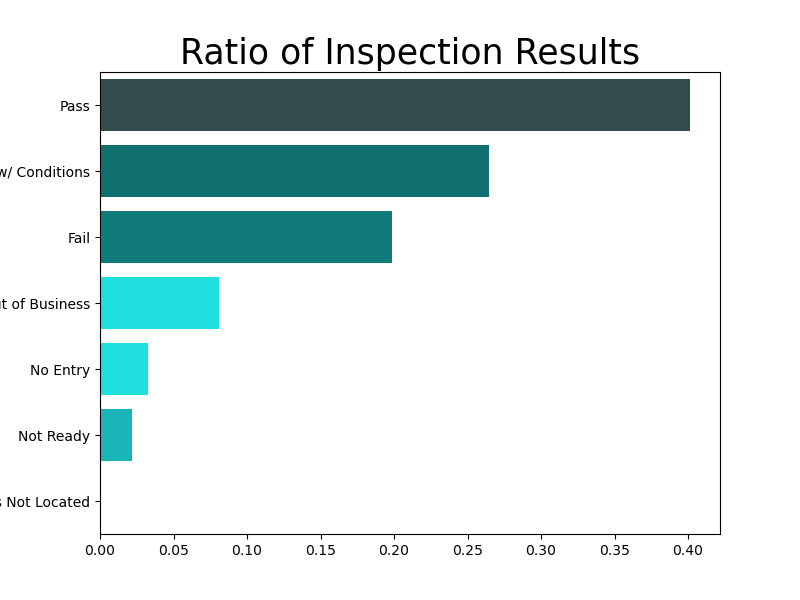 Ratio of Inspection Results
Pass
w/ Conditions
Fail
of Business
No Entry
Not Ready
Not Located
0.00 0.05 0.10 0.15 0.20 0.25 0.30 0.35 0.40